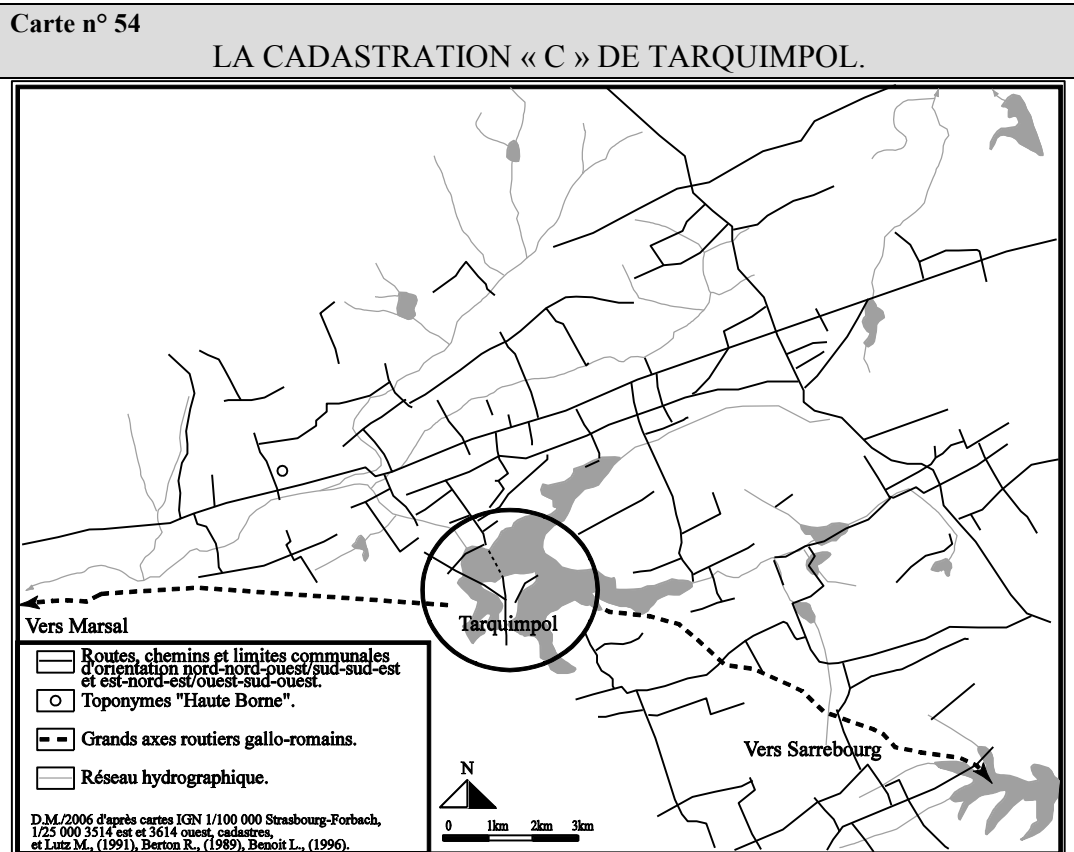 Carte n° 54
LA CADASTRATION « C » DE TARQUIMPOL.
Tarquimpol
Vers Marsal
Vers Sarrebourg
Routes, chemins et limites communales
d'orientation nord-nord-ouest/sud-sud-est
et est-nord-est/ouest-sud-ouest.
Toponymes "Haute Borne".
Grands axes routiers gallo-romains.
Réseau hydrographique.
D.M./2006 d'après cartes IGN 1/100 000 Strasbourg-Forbach,
1/25 000 3514 est et 3614 ouest, cadastres,
et Lutz M., (1991), Berton R., (1989), Benoit L., (1996).
N
0 1km 2km 3km